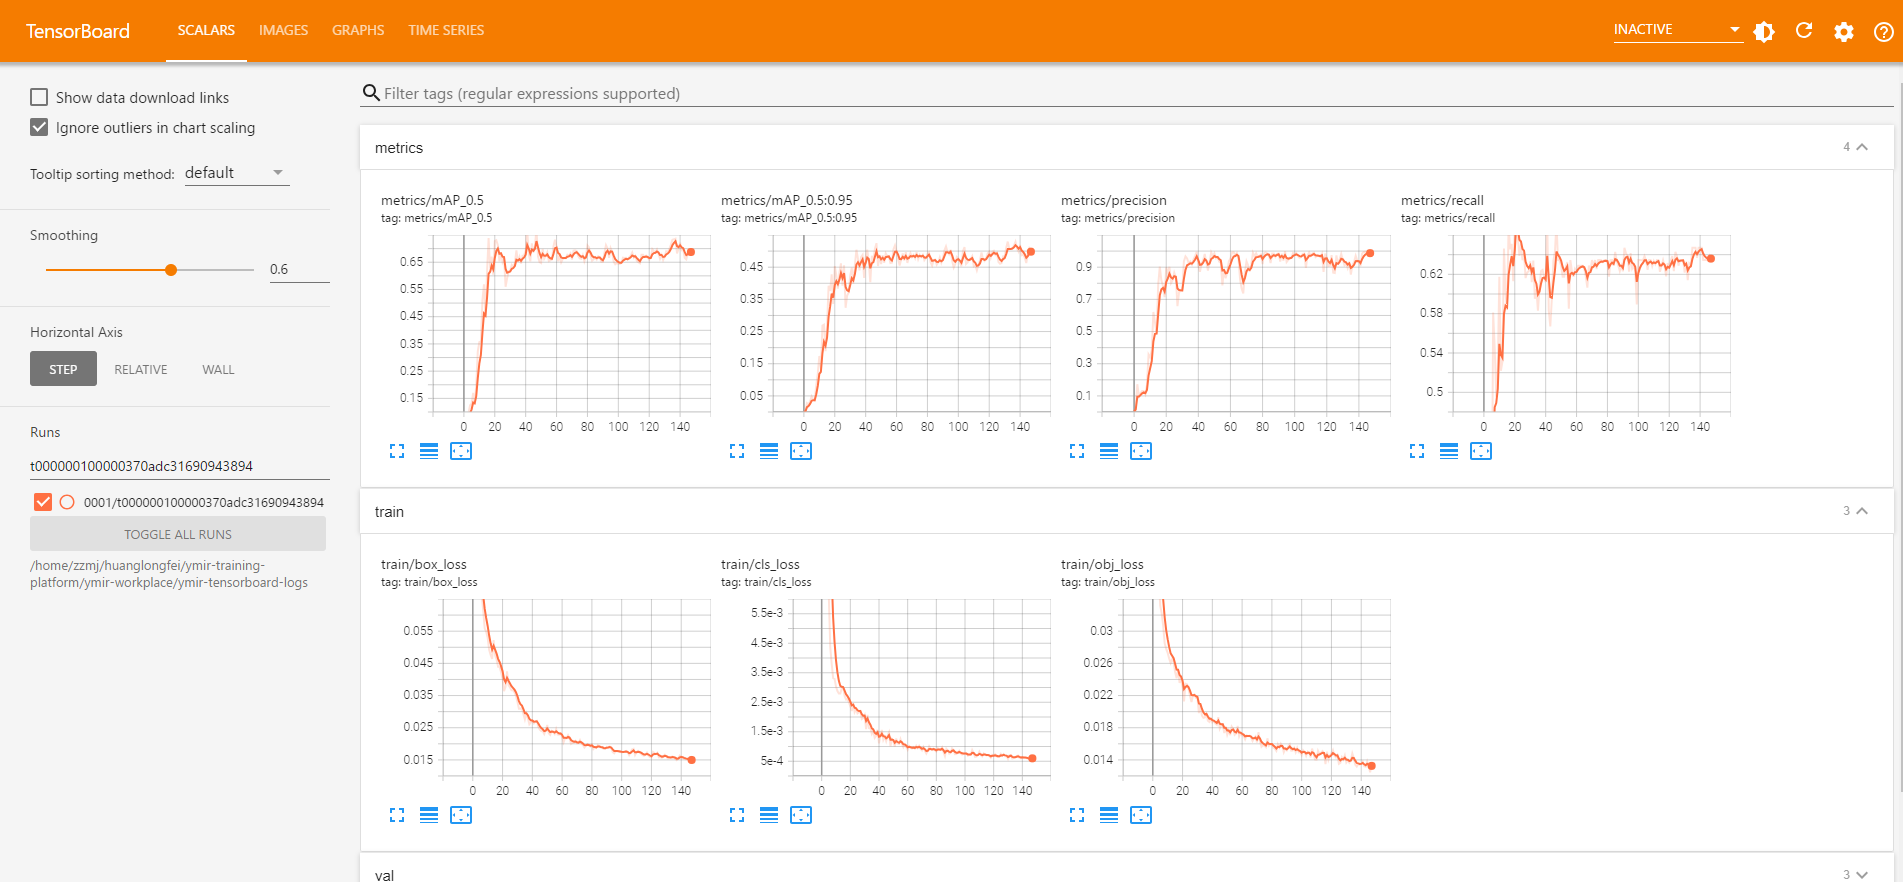 TensorBoard SCALARS IMAGES GRAPHS TIME SERIES INACTIVE
Show data download links
Ignore outliers in chart scaling
Tooltip sorting method: default
Smoothing
0.6
Horizontal Axis
STEP RELATIVE WALL
Runs
t000000100000370adc31690943894
0001/t000000100000370adc31690943894
TOGGLE ALL RUNS
/home/zzmj/huanglongfei/ymir-training-
platform/ymir-workplace/ymir-tensorboard-logs
Filter tags (regular expressions supported)
metrics 4
metrics/mAP_0.5
tag: metrics/mAP_0.5
0.65
0.55
0.45
0.35
0.25
0.15
0 20 40 60 80 100 120 140
metrics/mAP_0.5:0.95
tag: metrics/mAP_0.5:0.95
0.45
0.35
0.25
0.15
0.05
0 20 40 60 80 100 120 140
metrics/precision
tag: metrics/precision
0.9
0.7
0.5
0.3
0.1
0 20 40 60 80 100 120 140
metrics/recall
tag: metrics/recall
0.62
0.58
0.54
0.5
0 20 40 60 80 100 120 140
train 3
train/box_loss
tag: train/box_loss
0.055
0.045
0.035
0.025
0.015
0 20 40 60 80 100 120 140
train/cls_loss
tag: train/cls_loss
5.5e-3
4.5e-3
3.5e-3
2.5e-3
1.5e-3
5e-4
0 20 40 60 80 100 120 140
train/obj_loss
tag: train/obj_loss
0.03
0.026
0.022
0.018
0.014
0 20 40 60 80 100 120 140
val 3